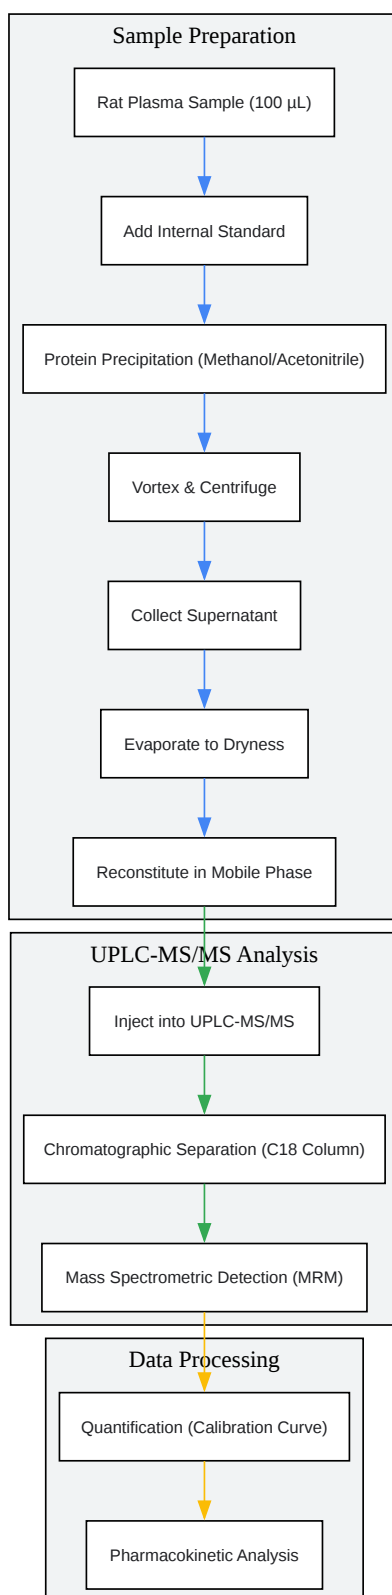 Sample Preparation
Rat Plasma Sample (100 µL)
Add Internal Standard
Protein Precipitation (Methanol/Acetonitrile)
Vortex & Centrifuge
Collect Supernatant
Evaporate to Dryness
Reconstitute in Mobile Phase
UPLC-MS/MS Analysis
Inject into UPLC-MS/MS
Chromatographic Separation (C18 Column)
Mass Spectrometric Detection (MRM)
Data Processing
Quantification (Calibration Curve)
Pharmacokinetic Analysis